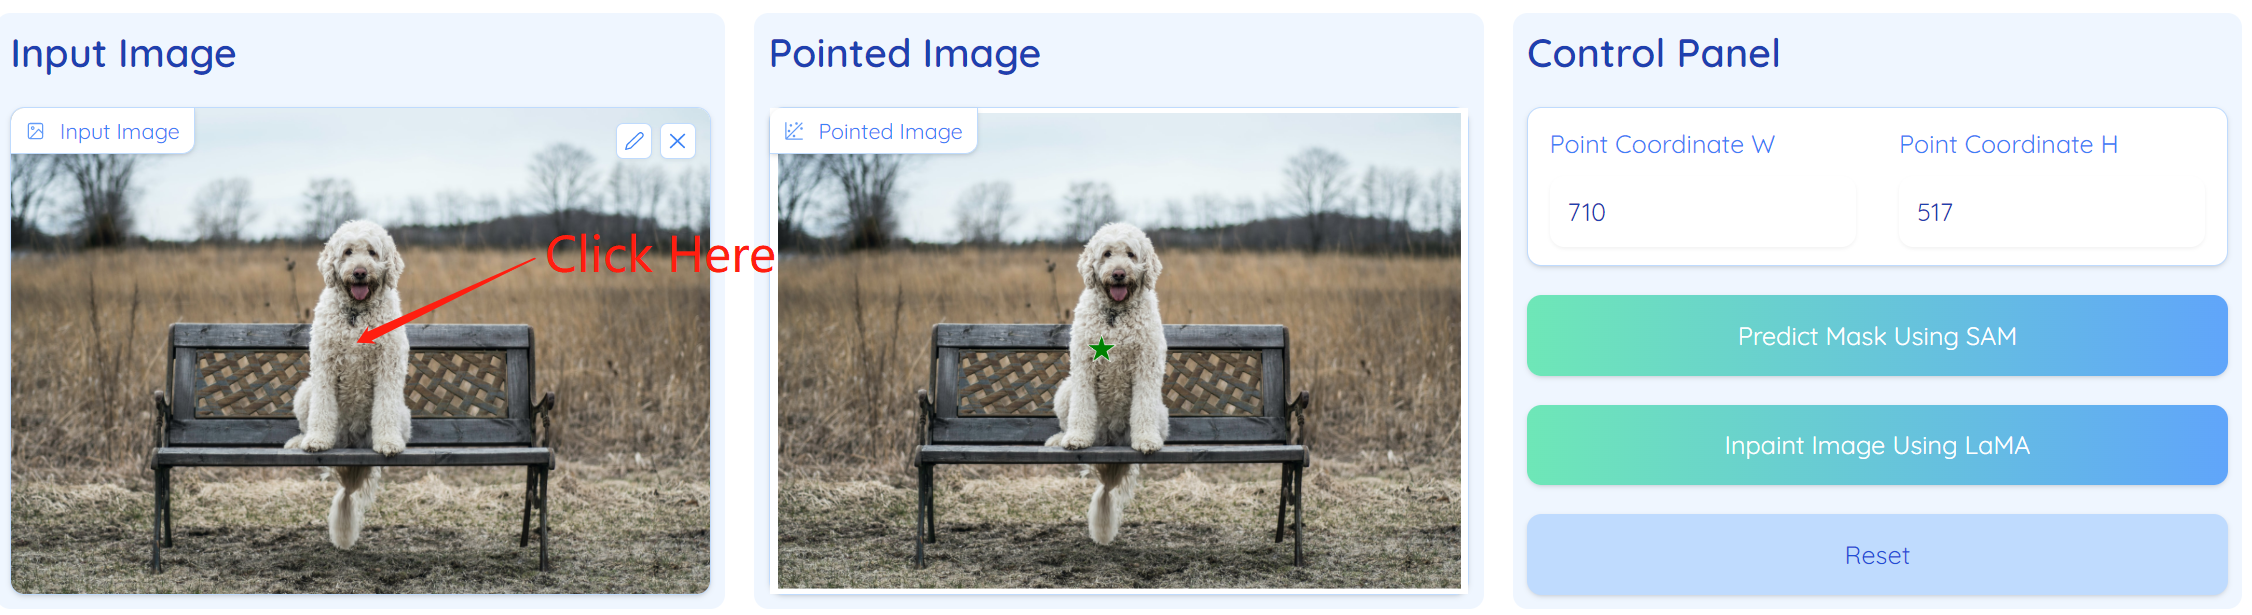 Input Image
Input Image
Click Here
Pointed Image
Pointed Image
Control Panel
Point Coordinate W
Point Coordinate H
710
517
Predict Mask Using SAM
Inpaint Image Using LaMA
Reset